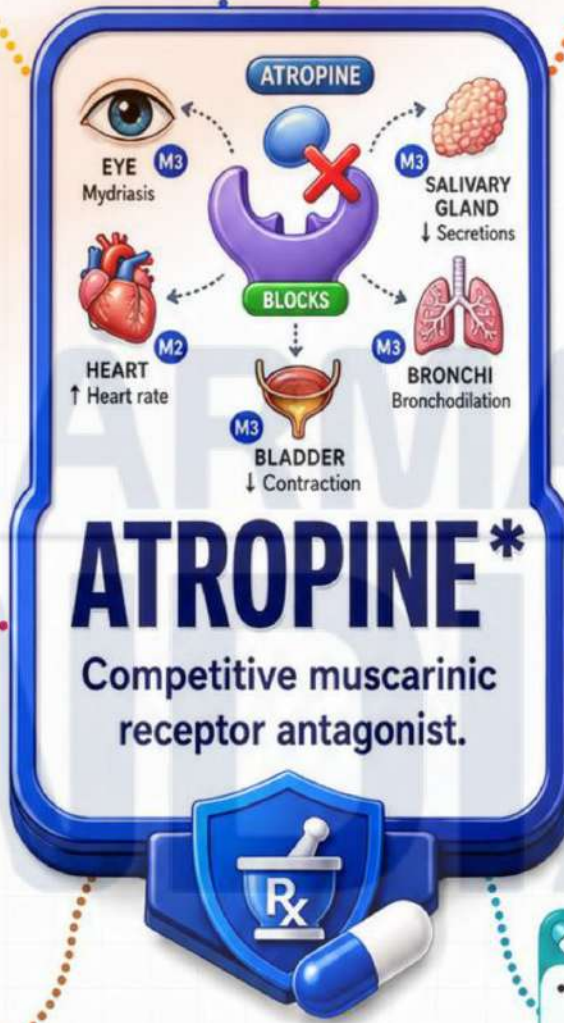 ATROPINE
EYE
M3
Mydriasis
M3
SALIVARY
GLAND
↓ Secretions
BLOCKS
HEART
M2
↑ Heart rate
M3
BRONCHI
Bronchodilation
M3
BLADDER
↓ Contraction
ATROPINE*
Competitive muscarinic
receptor antagonist.
Rx